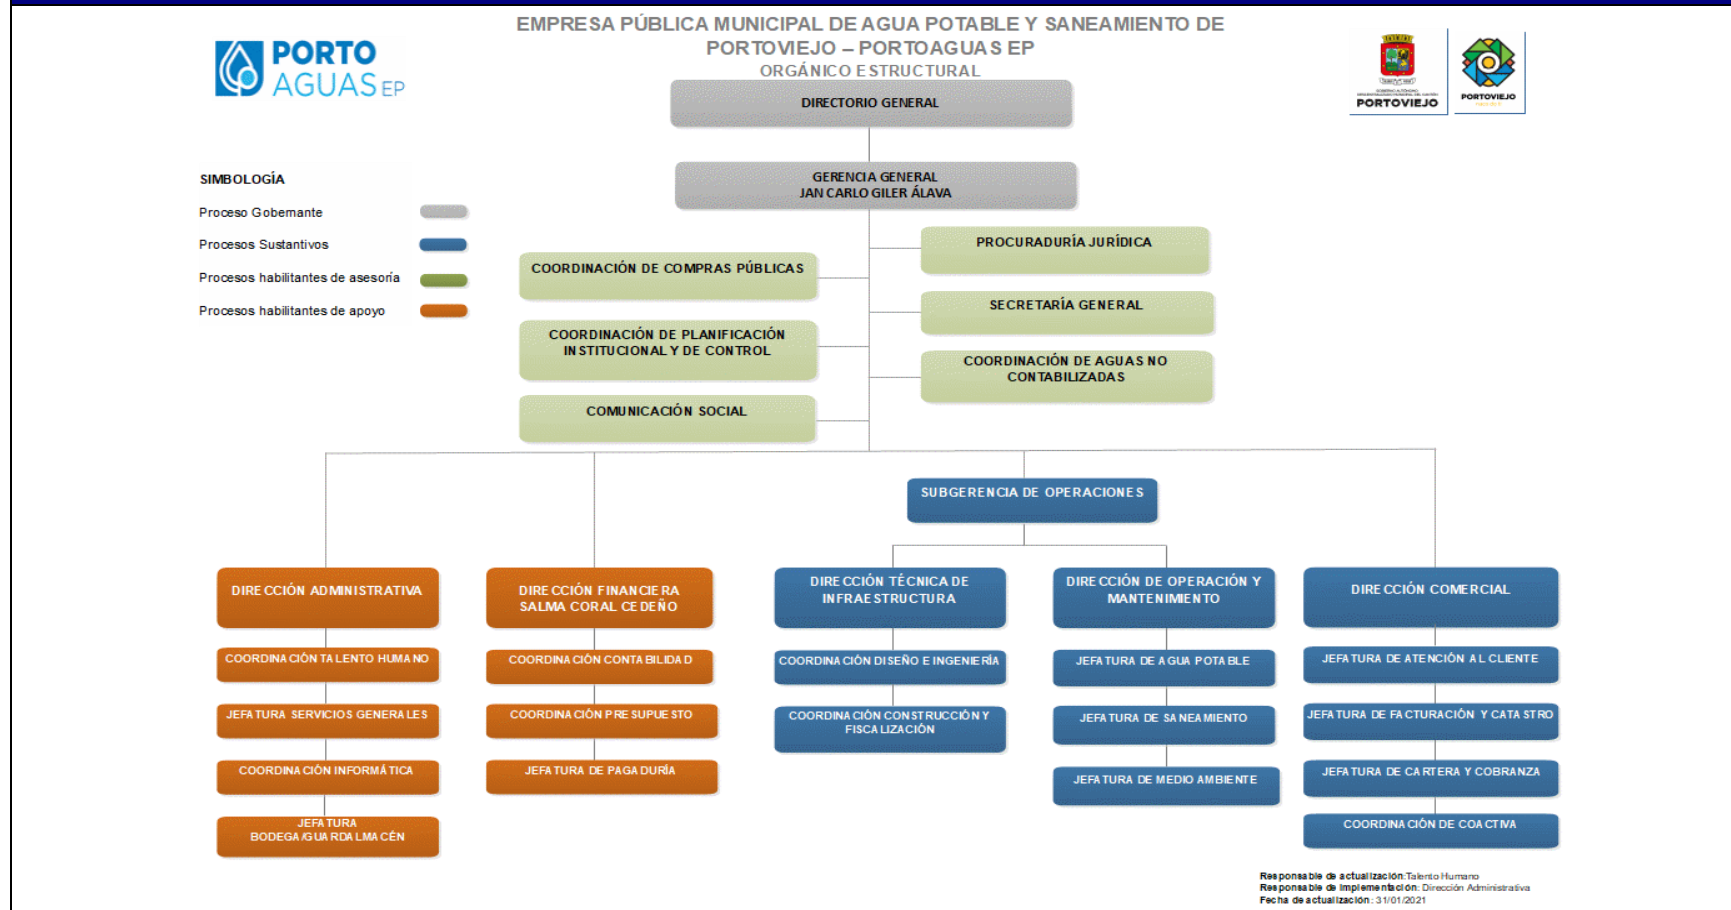 EMPRESA PÚBLICA MUNICIPAL DE AGUA POTABLE Y SANEAMIENTO DE
PORTOVIEJO – PORTOAGUAS EP
ORGÁNICO ESTRUCTURAL
PORTO
AGUAS EP
PORTOVIEJO
PORTOVIEJO
DIRECTORIO GENERAL
GERENCIA GENERAL
JAN CARLO GILER ÁLAVA
SIMBOLOGÍA
Proceso Gobernante
Procesos Sustantivos
Procesos habilitantes de asesoría
Procesos habilitantes de apoyo
PROCURADURÍA JURÍDICA
COORDINACIÓN DE COMPRAS PÚBLICAS
SECRETARÍA GENERAL
COORDINACIÓN DE PLANIFICACIÓN
INSTITUCIONAL Y DE CONTROL
COORDINACIÓN DE AGUAS NO
CONTABILIZADAS
COMUNICACIÓN SOCIAL
SUBGERENCIA DE OPERACIONES
DIRECCIÓN ADMINISTRATIVA
COORDINACIÓN TALENTO HUMANO
JEFATURA SERVICIOS GENERALES
COORDINACIÓN INFORMÁTICA
JEFATURA
BODEGA/GUARDALMACÉN
DIRECCIÓN FINANCIERA
SALMA CORAL CEDEÑO
COORDINACIÓN CONTABILIDAD
COORDINACIÓN PRESUPUESTO
JEFATURA DE PAGADURÍA
DIRECCIÓN TÉCNICA DE
INFRAESTRUCTURA
COORDINACIÓN DISEÑO E INGENIERÍA
COORDINACIÓN CONSTRUCCIÓN Y
FISCALIZACIÓN
DIRECCIÓN DE OPERACIÓN Y
MANTENIMIENTO
JEFATURA DE AGUA POTABLE
JEFATURA DE SANEAMIENTO
JEFATURA DE MEDIO AMBIENTE
DIRECCIÓN COMERCIAL
JEFATURA DE ATENCIÓN AL CLIENTE
JEFATURA DE FACTURACIÓN Y CATASTRO
JEFATURA DE CARTERA Y COBRANZA
COORDINACIÓN DE COACTIVA
Responsable de actualización:Talento Humano
Responsable de Implementación: Dirección Administrativa
Fecha de actualización: 31/01/2021